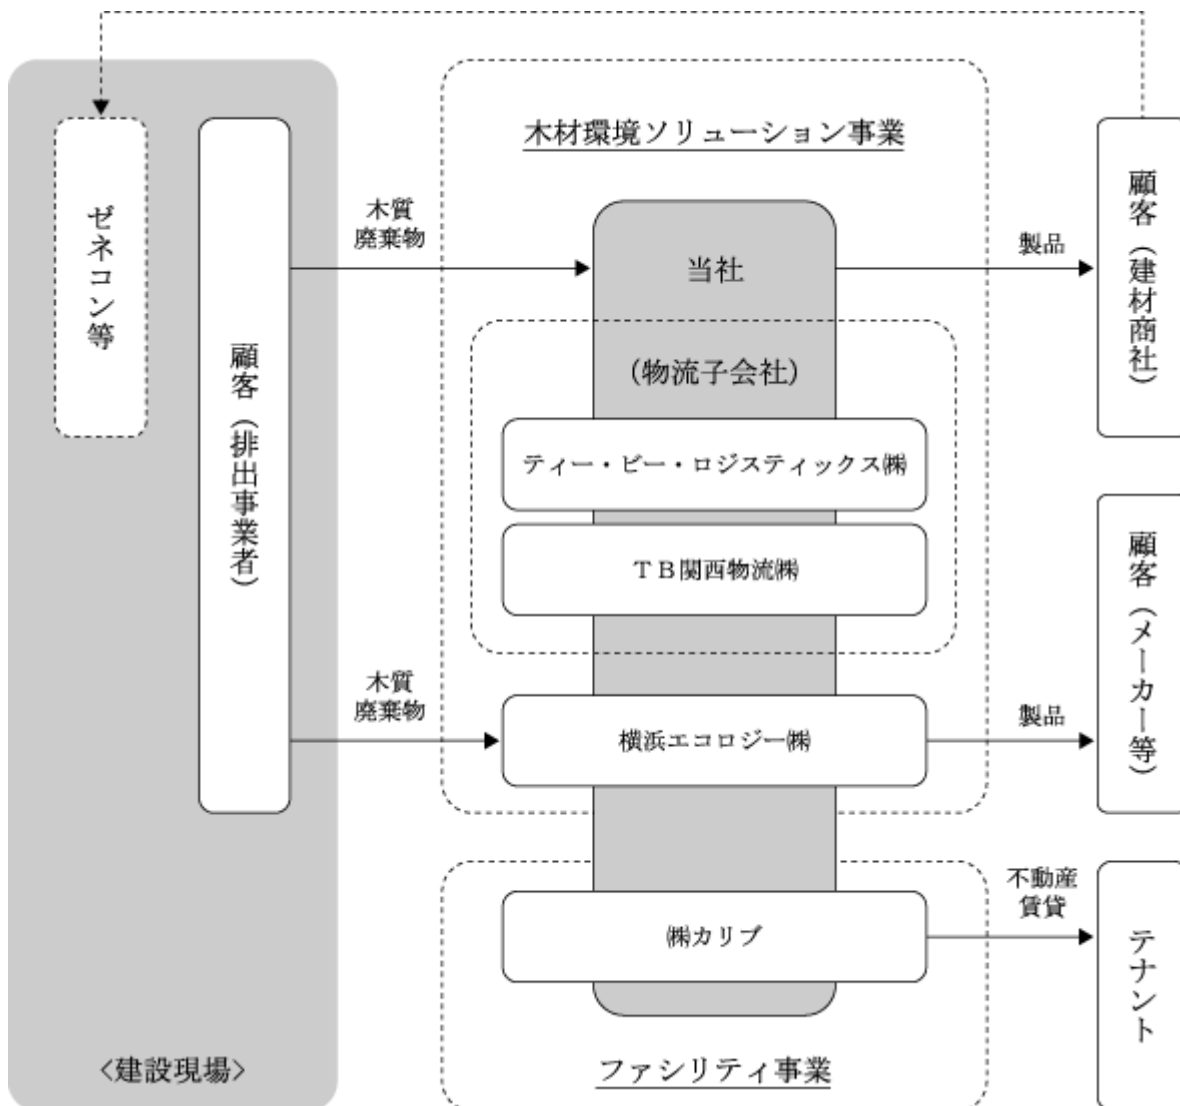 木材環境ソリューション事業
ゼネコン等
顧客（排出事業者）
木質
廃棄物
当社
製品
顧客（建材商社）
（物流子会社）
ティー・ビー・ロジスティックス㈱
ＴＢ関西物流㈱
木質
廃棄物
横浜エコロジー㈱
製品
顧客（メーカー等）
㈱カリブ
不動産
賃貸
テナント
<建設現場>
ファシリティ事業